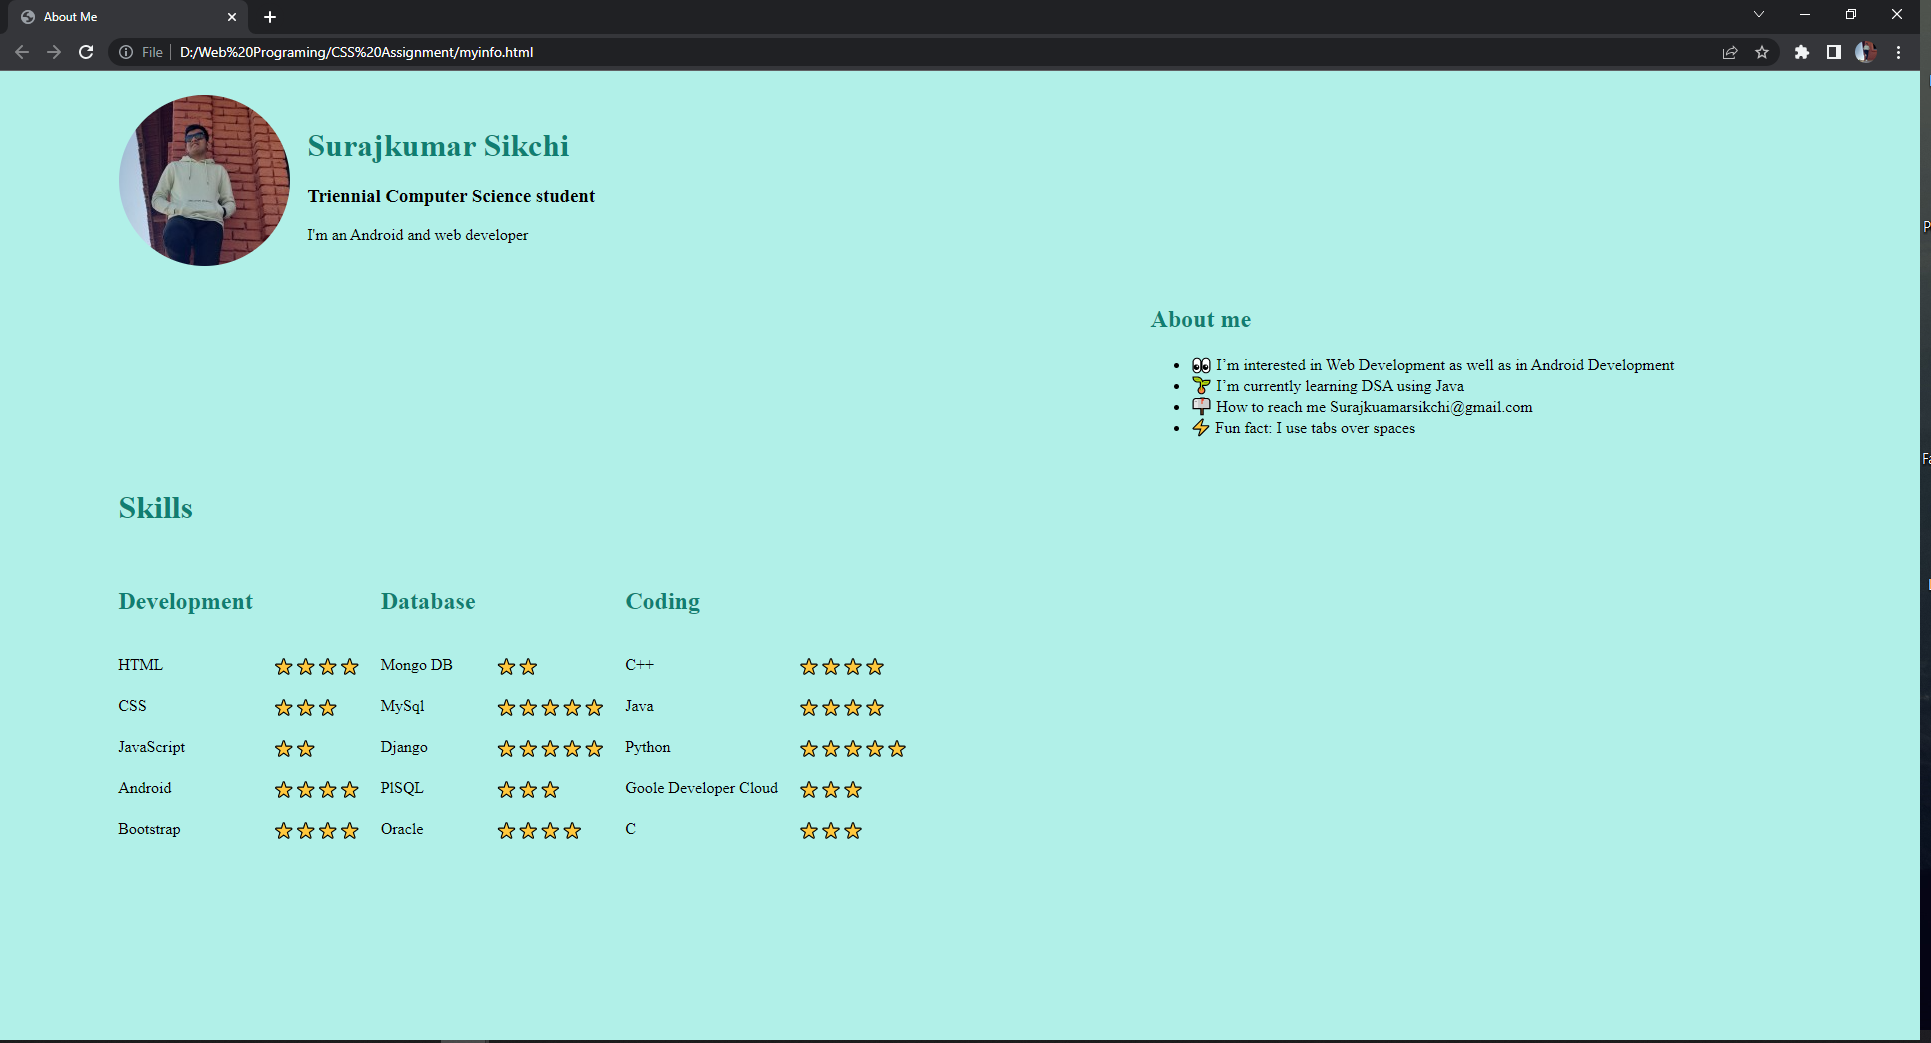 About Me
File | D:/Web%20Programing/CSS%20Assignment/myinfo.html
Surajkumar Sikchi
Triennial Computer Science student
I'm an Android and web developer
About me
• 👀 I’m interested in Web Development as well as in Android Development
• 🌱 I’m currently learning DSA using Java
• 📫 How to reach me Surajkuamarsikchi@gmail.com
• ⚡ Fun fact: I use tabs over spaces
Skills
Development Database Coding
HTML ⭐⭐⭐⭐ Mongo DB ⭐⭐ C++ ⭐⭐⭐⭐
CSS ⭐⭐⭐ MySql ⭐⭐⭐⭐⭐ Java ⭐⭐⭐⭐
JavaScript ⭐⭐ Django ⭐⭐⭐⭐⭐ Python ⭐⭐⭐⭐⭐
Android ⭐⭐⭐⭐ PlSQL ⭐⭐⭐ Goole Developer Cloud ⭐⭐⭐
Bootstrap ⭐⭐⭐⭐ Oracle ⭐⭐⭐⭐ C ⭐⭐⭐